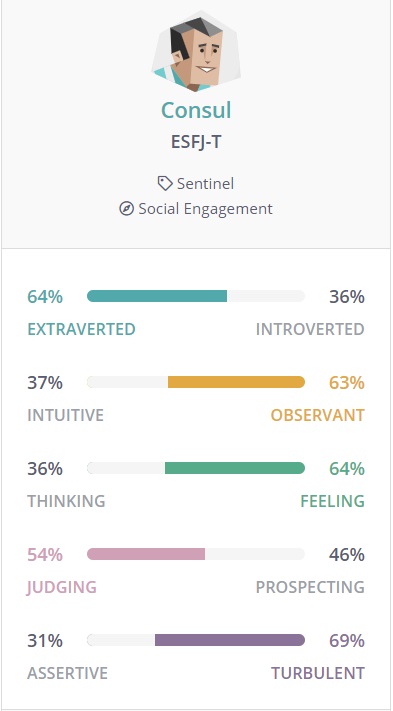 Consul
ESFJ-T
Sentinel
Social Engagement
64% 36%
EXTRAVERTED INTROVERTED
37% 63%
INTUITIVE OBSERVANT
36% 64%
THINKING FEELING
54% 46%
JUDGING PROSPECTING
31% 69%
ASSERTIVE TURBULENT